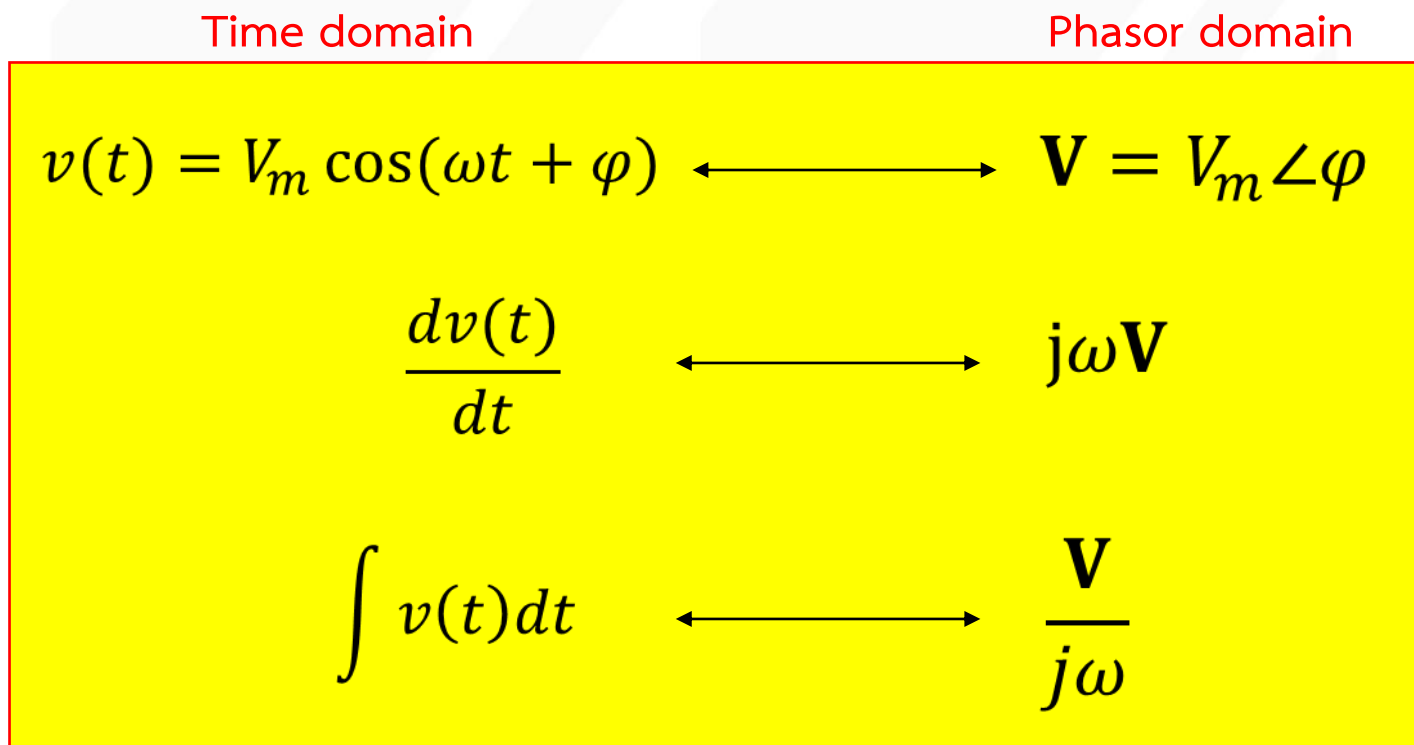 Time domain Phasor domain
v(t) = V_m cos(ωt + φ) ⟷ 𝐕 = V_m∠φ
dv(t)/dt ⟷ jω𝐕
∫ v(t)dt ⟷ 𝐕/jω